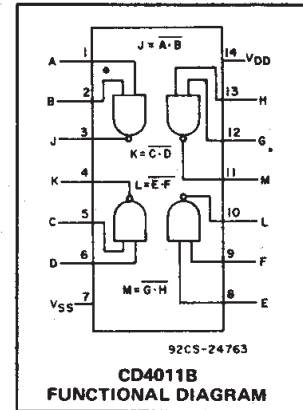 J = A·B
A 1 14 VDD
B 2 13 H
J 3 12 G
K = C·D
K 4 11 M
L = E·F
C 5 10 L
D 6 9 F
M = G·H
VSS 7 8 E
92CS-24763
CD4011B
FUNCTIONAL DIAGRAM